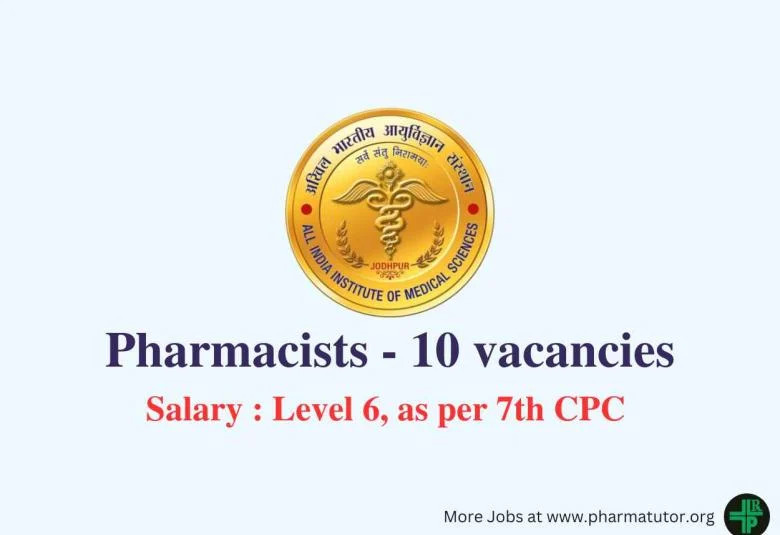 अखिल भारतीय आयुर्विज्ञान संस्थान
सर्वे संतु निरामयाः
JODHPUR
ALL INDIA INSTITUTE OF MEDICAL SCIENCES
Pharmacists - 10 vacancies
Salary : Level 6, as per 7th CPC
More Jobs at www.pharmatutor.org
R
P